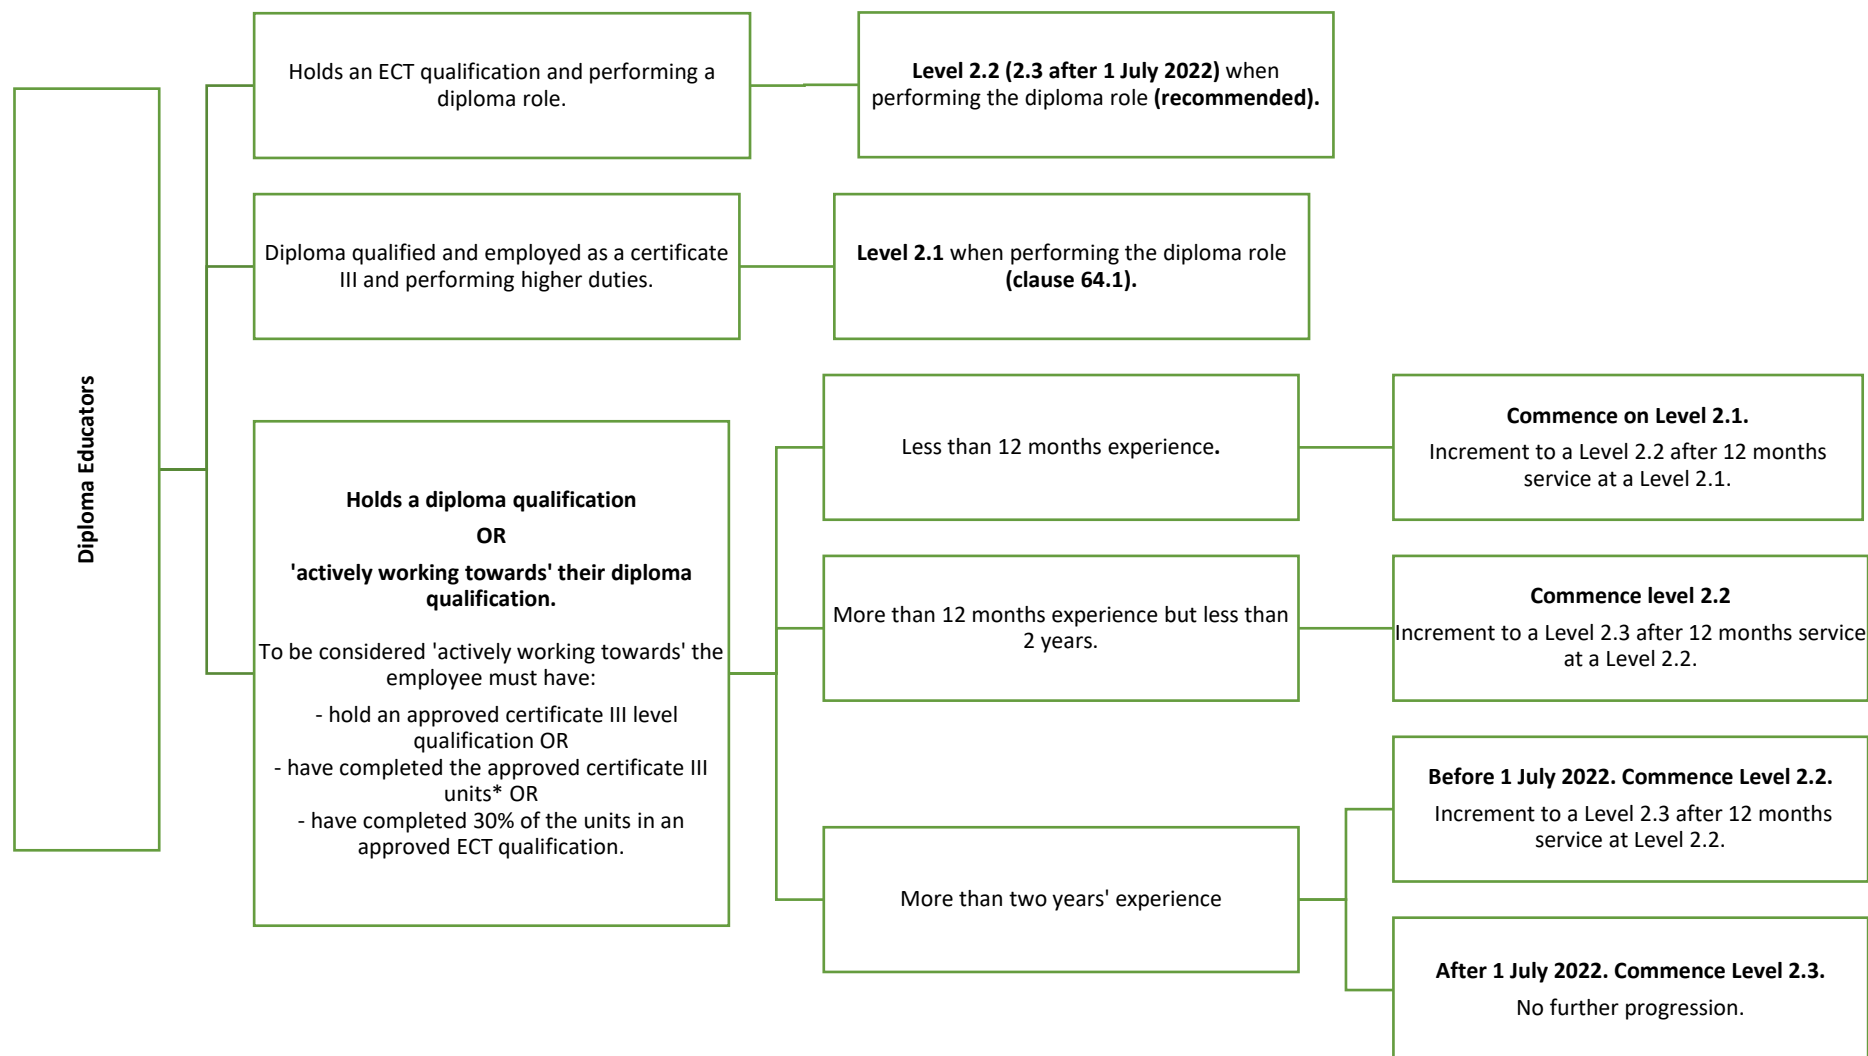 Diploma Educators
Holds an ECT qualification and performing a
diploma role.
Level 2.2 (2.3 after 1 July 2022) when
performing the diploma role (recommended).
Diploma qualified and employed as a certificate
III and performing higher duties.
Level 2.1 when performing the diploma role
(clause 64.1).
Holds a diploma qualification
OR
'actively working towards' their diploma
qualification.
To be considered 'actively working towards' the
employee must have:
- hold an approved certificate III level
qualification OR
- have completed the approved certificate III
units* OR
- have completed 30% of the units in an
approved ECT qualification.
Less than 12 months experience.
Commence on Level 2.1.
Increment to a Level 2.2 after 12 months
service at a Level 2.1.
More than 12 months experience but less than
2 years.
Commence level 2.2
Increment to a Level 2.3 after 12 months service
at a Level 2.2.
More than two years' experience
Before 1 July 2022. Commence Level 2.2.
Increment to a Level 2.3 after 12 months
service at Level 2.2.
After 1 July 2022. Commence Level 2.3.
No further progression.